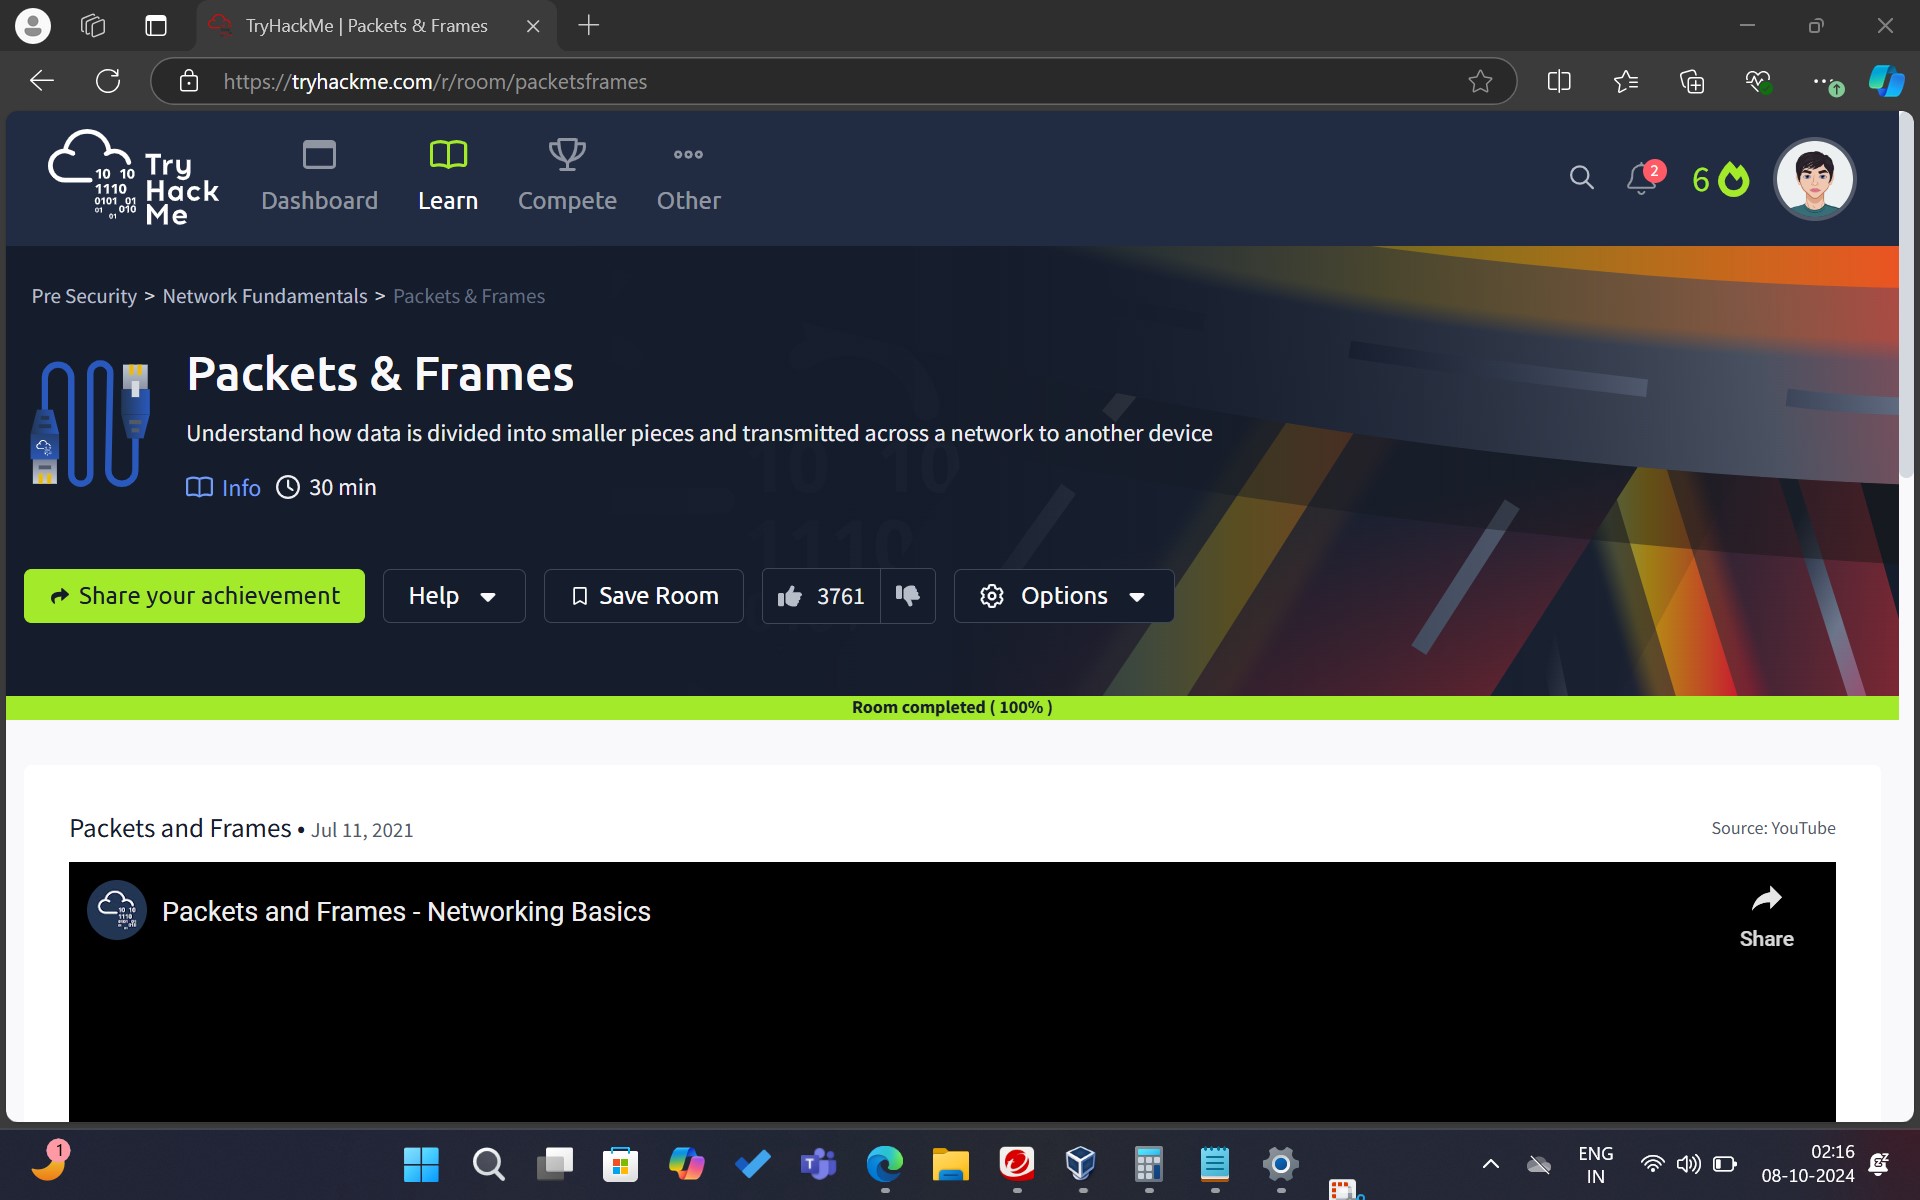 TryHackMe | Packets & Frames
https://tryhackme.com/r/room/packetsframes
10 10
1110
0101 01
01 010
01
Try
Hack
Me
Dashboard
Learn
Compete
Other
2
6
Pre Security > Network Fundamentals > Packets & Frames
Packets & Frames
Understand how data is divided into smaller pieces and transmitted across a network to another device
Info
30 min
Share your achievement
Help
Save Room
3761
Options
Room completed ( 100% )
Packets and Frames • Jul 11, 2021
Source: YouTube
Packets and Frames - Networking Basics
Share
1
ENG
IN
02:16
08-10-2024